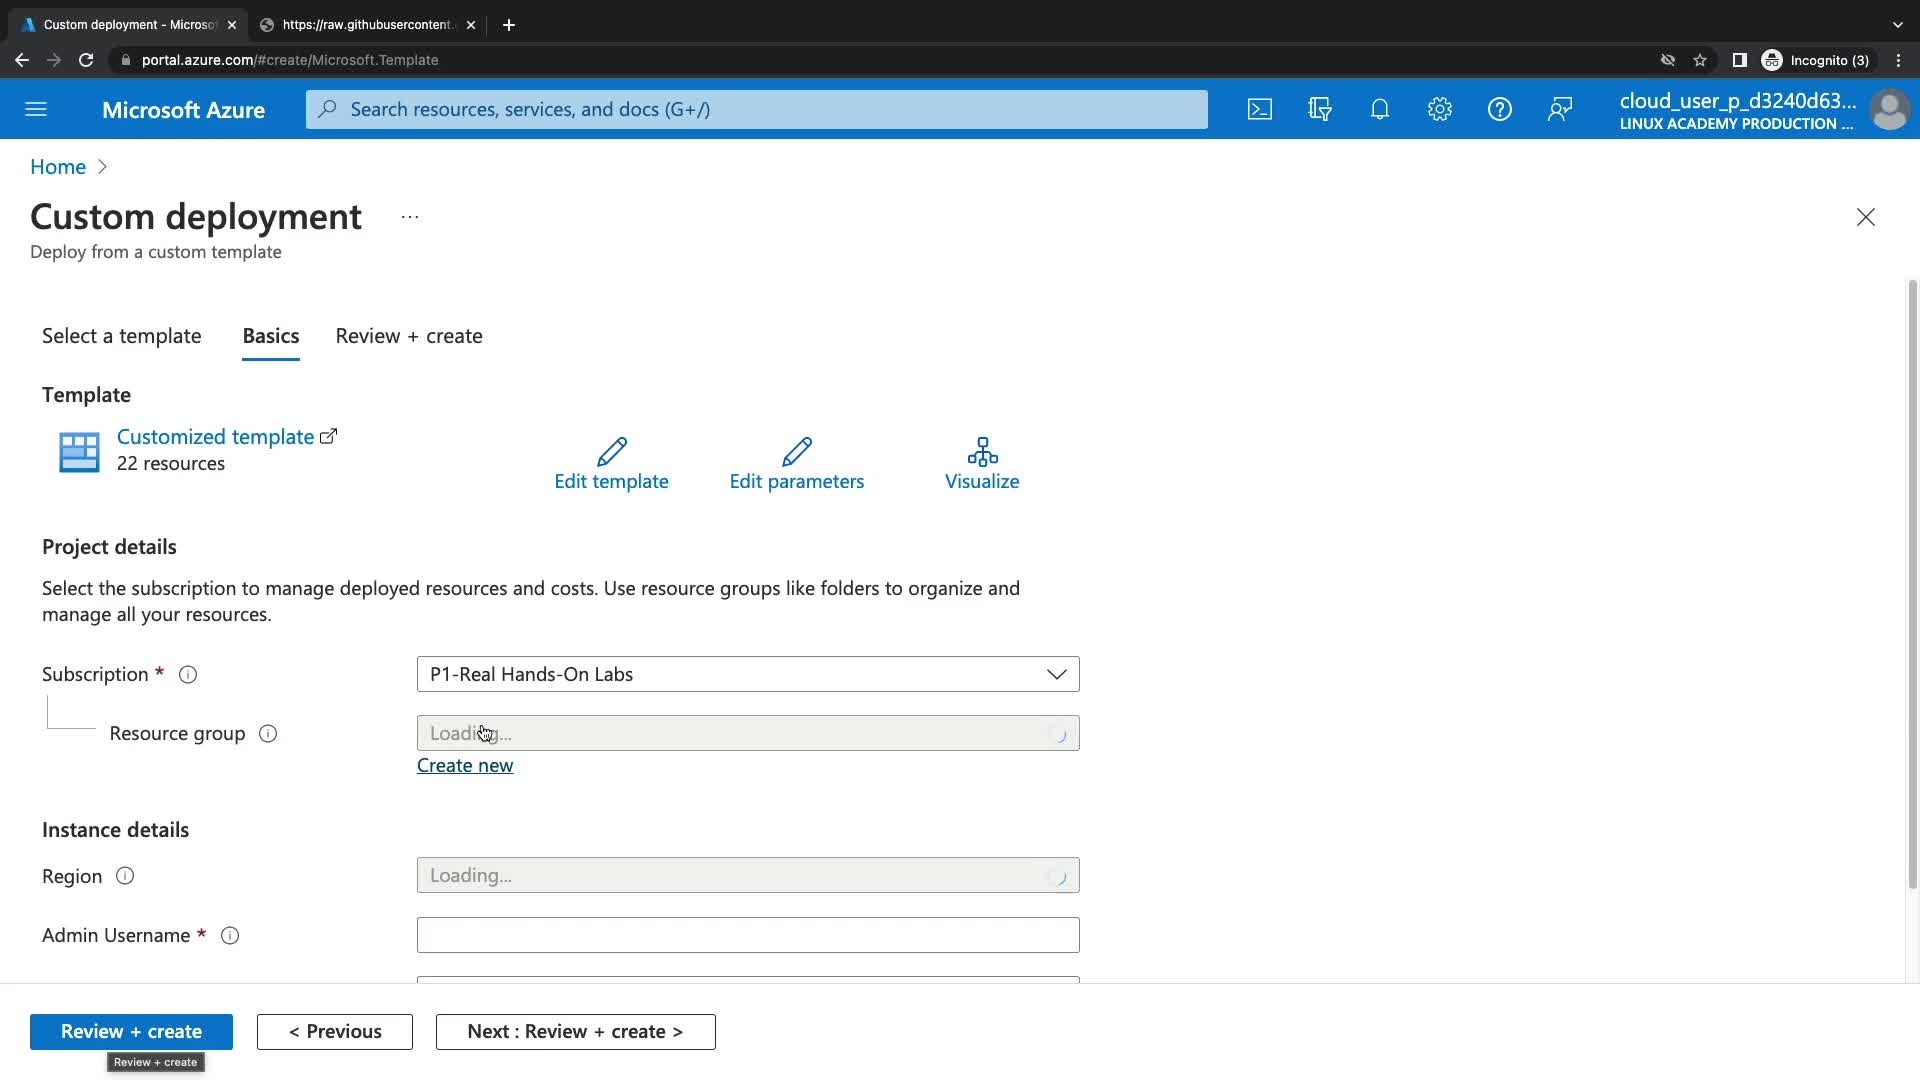 Custom deployment - Microsof
https://raw.githubusercontent.
portal.azure.com/#create/Microsoft.Template
Incognito (3)
Microsoft Azure
Search resources, services, and docs (G+/)
cloud_user_p_d3240d63...
LINUX ACADEMY PRODUCTION ...
Home >
Custom deployment ...
Deploy from a custom template
Select a template
Basics
Review + create
Template
Customized template
22 resources
Edit template
Edit parameters
Visualize
Project details
Select the subscription to manage deployed resources and costs. Use resource groups like folders to organize and
manage all your resources.
Subscription *
P1-Real Hands-On Labs
Resource group
Loading...
Create new
Instance details
Region
Loading...
Admin Username *
Review + create
< Previous
Next : Review + create >
Review + create